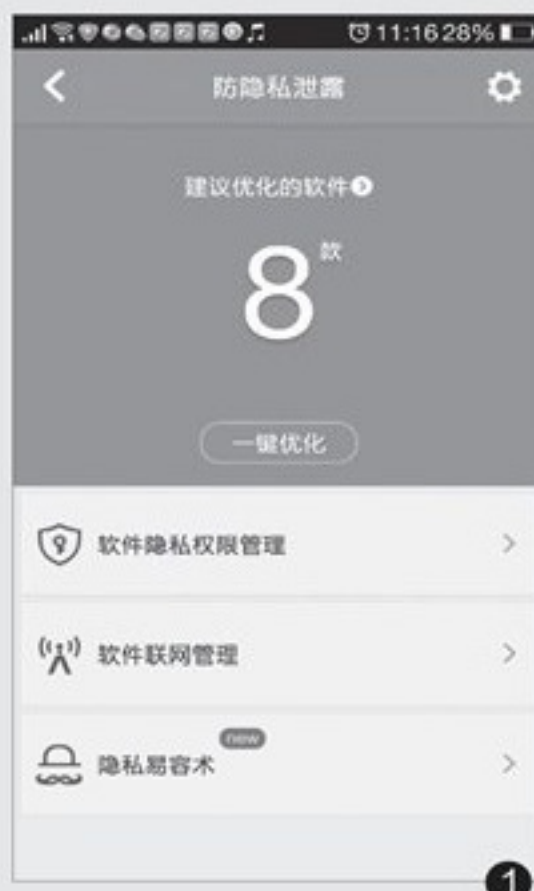 11:16 28%
防隐私泄露
建议优化的软件
8款
一键优化
软件隐私权限管理
软件联网管理
new
隐私易容术
1